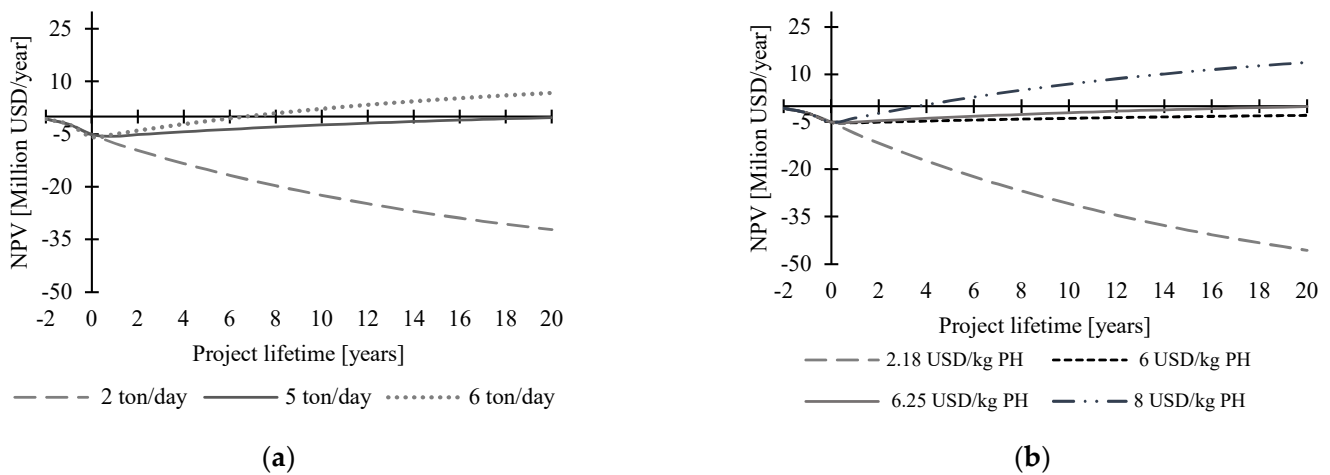 NPV [Million USD/year]
25
10
-5
-20
-35
-50
-2 0 2 4 6 8 10 12 14 16 18 20
Project lifetime [years]
2 ton/day 5 ton/day 6 ton/day
(a)
NPV [Million USD/year]
25
10
-5
-20
-35
-50
-2 0 2 4 6 8 10 12 14 16 18 20
Project lifetime [years]
2.18 USD/kg PH 6 USD/kg PH
6.25 USD/kg PH 8 USD/kg PH
(b)